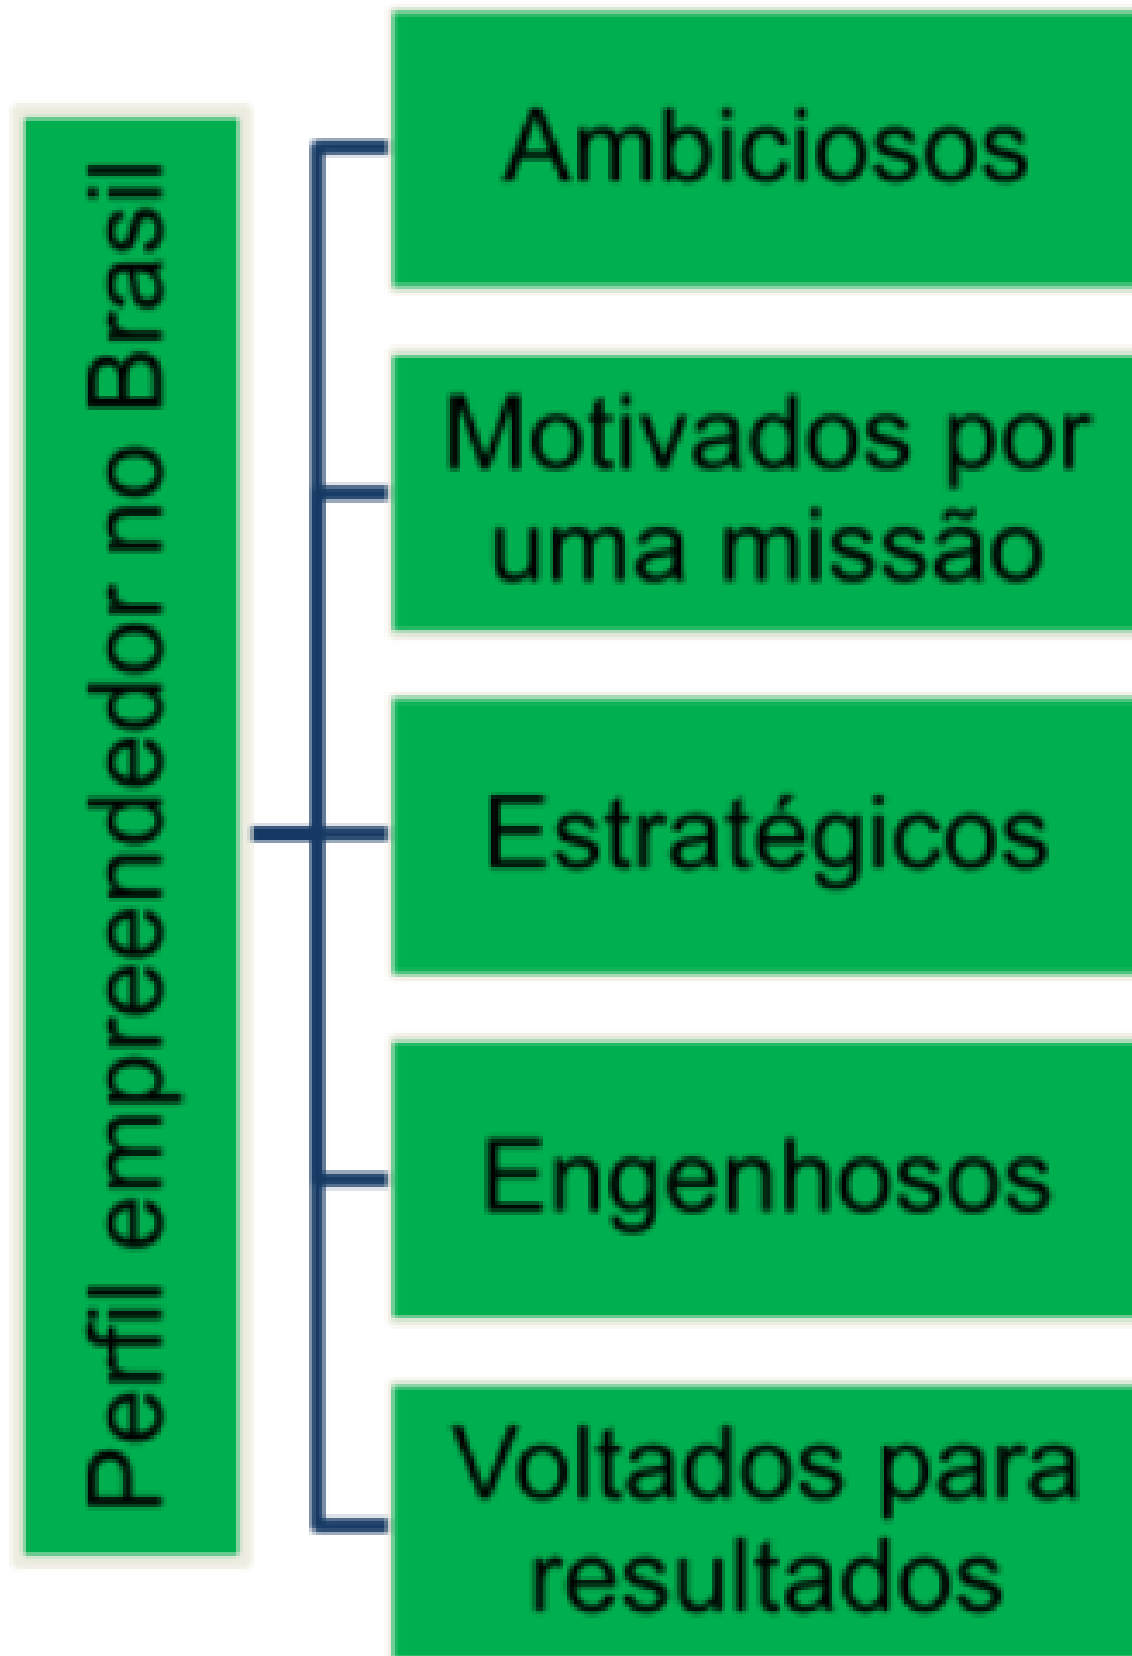 Perfil empreendedor no Brasil
Ambiciosos
Motivados por
uma missão
Estratégicos
Engenhosos
Voltados para
resultados